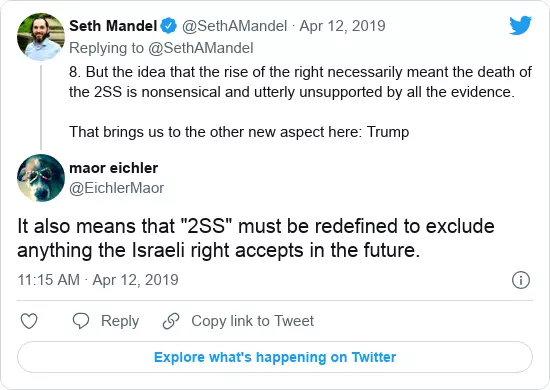 Seth Mandel @SethAMandel · Apr 12, 2019
Replying to @SethAMandel
8. But the idea that the rise of the right necessarily meant the death of
the 2SS is nonsensical and utterly unsupported by all the evidence.
That brings us to the other new aspect here: Trump
maor eichler
@EichlerMaor
It also means that "2SS" must be redefined to exclude
anything the Israeli right accepts in the future.
11:15 AM · Apr 12, 2019
Reply
Copy link to Tweet
Explore what's happening on Twitter